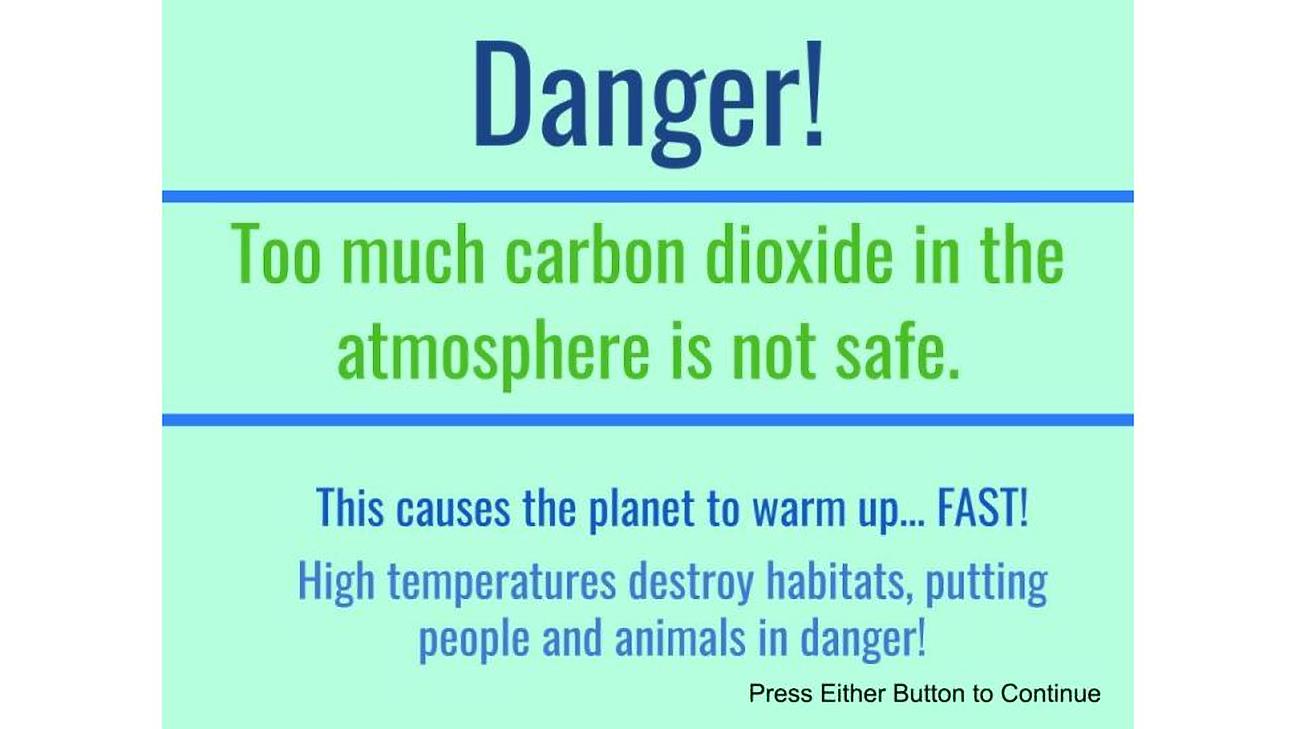 Danger!
Too much carbon dioxide in the
atmosphere is not safe.
This causes the planet to warm up... FAST!
High temperatures destroy habitats, putting
people and animals in danger!
Press Either Button to Continue